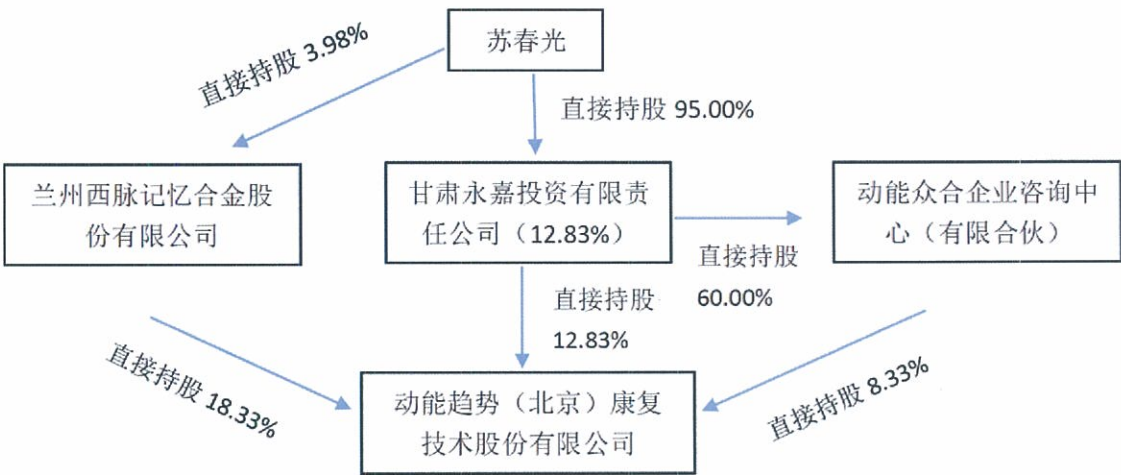 苏春光
直接持股 3.98%
直接持股 95.00%
兰州西脉记忆合金股
份有限公司
甘肃永嘉投资有限责
任公司（12.83%）
动能众合企业咨询中
心（有限合伙）
直接持股
60.00%
直接持股
12.83%
直接持股 18.33%
直接持股 8.33%
动能趋势（北京）康复
技术股份有限公司